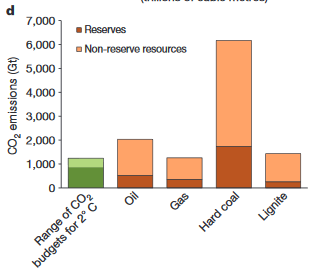 d
7,000
6,000
5,000
4,000
3,000
2,000
1,000
0
CO₂ emissions (Gt)
Reserves
Non-reserve resources
Range of CO₂
budgets for 2° C
Oil
Gas
Hard coal
Lignite